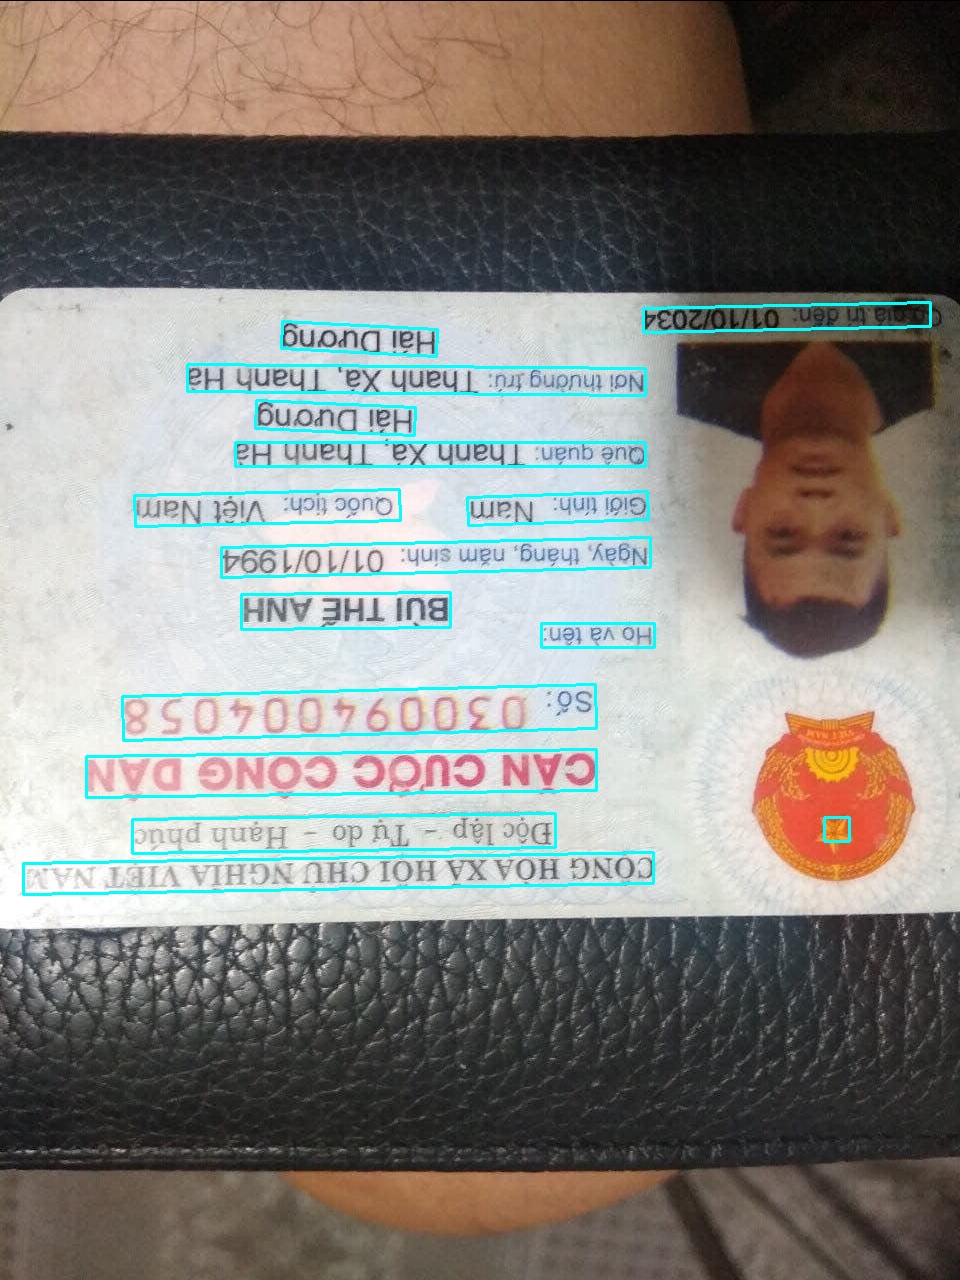 CỘNG HÒA XÃ HỘI CHỦ NGHĨA VIỆT NAM
Độc lập - Tự do - Hạnh phúc
CĂN CƯỚC CÔNG DÂN
Số: 030094004058
Họ và tên:
BÙI THẾ ANH
Ngày, tháng, năm sinh: 01/10/1994
Giới tính: Nam Quốc tịch: Việt Nam
Quê quán: Thanh Xá, Thanh Hà
Hải Dương
Nơi thường trú: Thanh Xá, Thanh Hà
Hải Dương
Có giá trị đến: 01/10/2034
VIỆT NAM